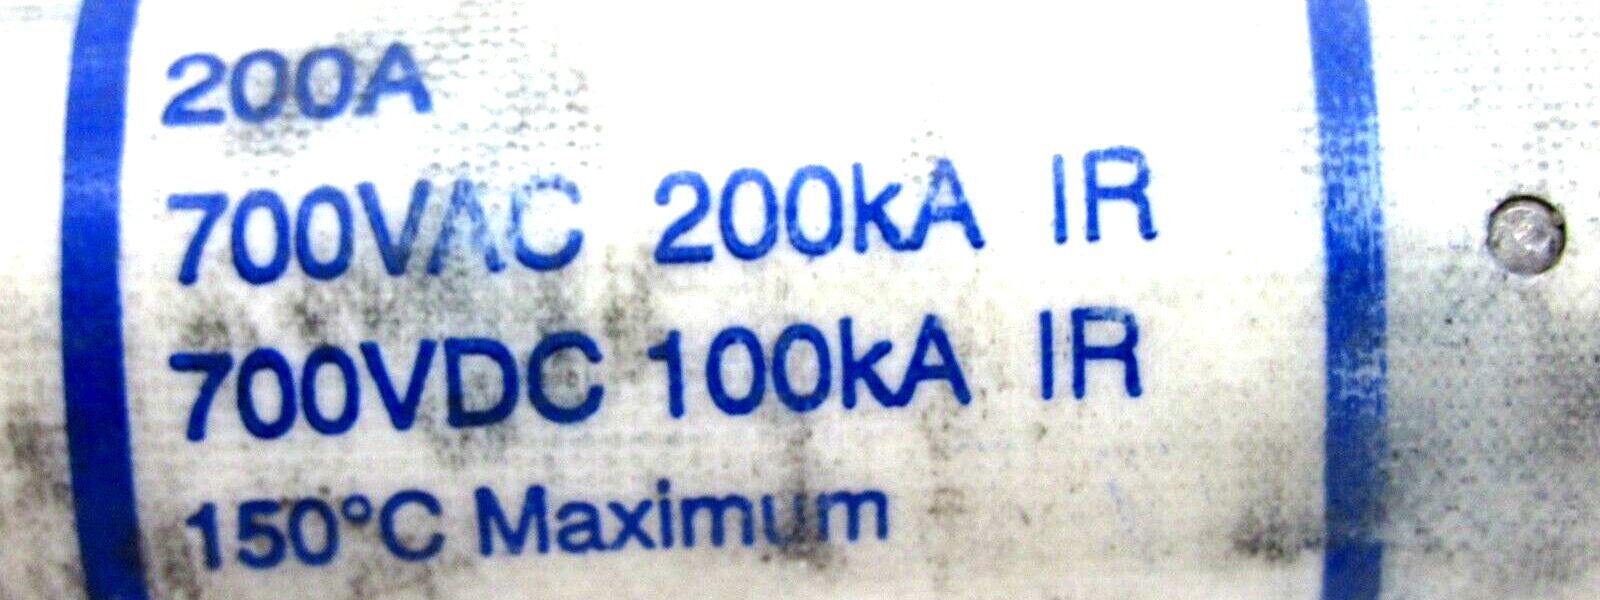 200A
700VAC 200kA IR
700VDC 100kA IR
150°C Maximum